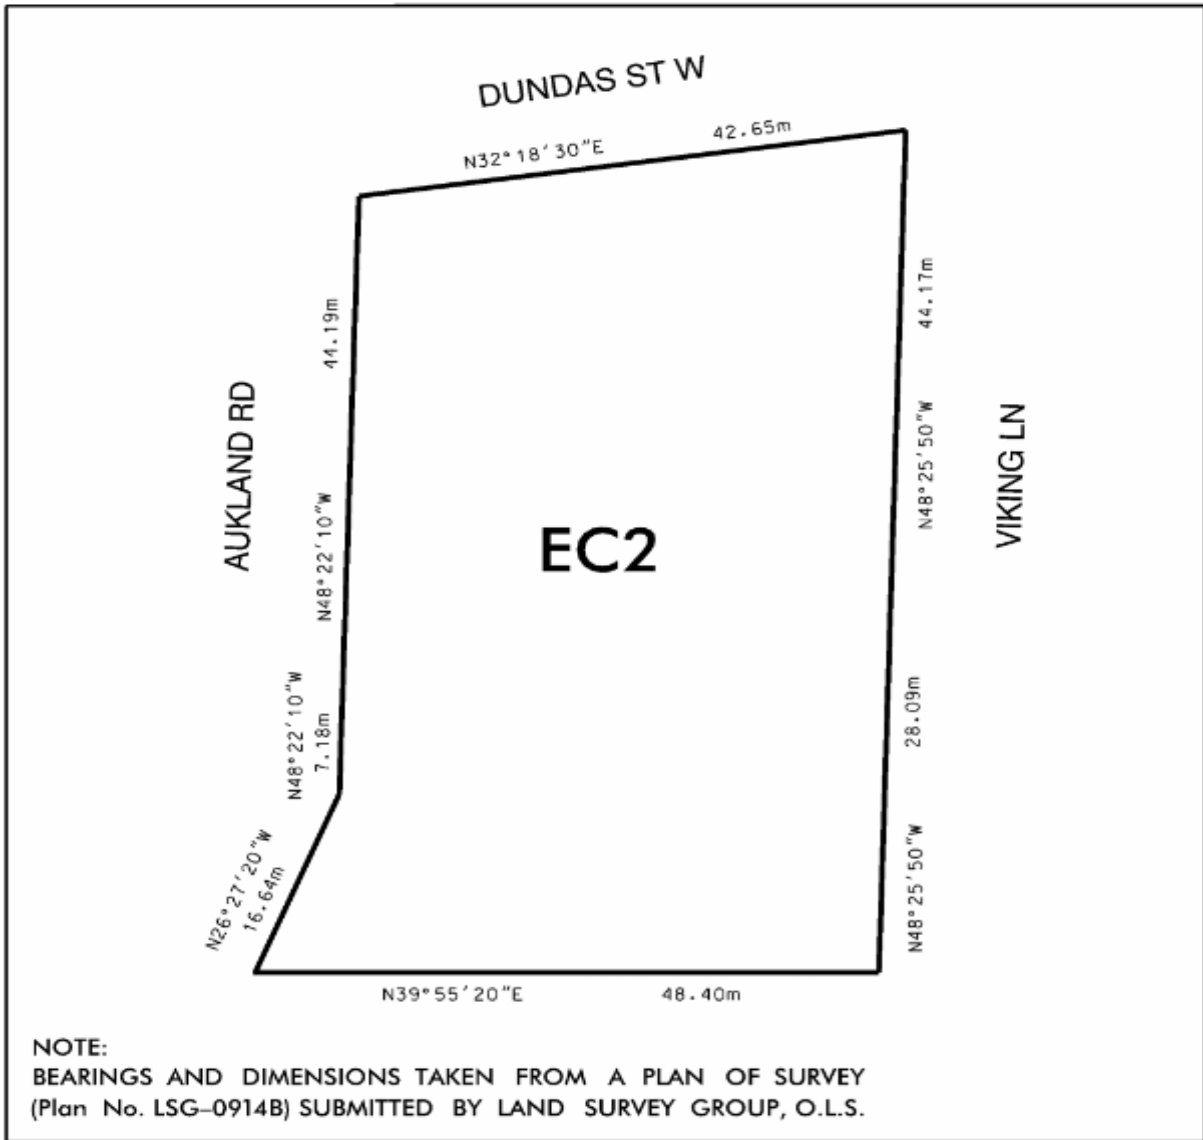 DUNDAS ST W
N32°18'30"E
42.65m
44.19m
44.17m
AUKLAND RD
N48°22'10"W
N48°25'50"W
VIKING LN
EC2
N48°22'10"W
7.18m
28.09m
N26°27'20"W
16.64m
N48°25'50"W
N39°55'20"E
48.40m
NOTE:
BEARINGS AND DIMENSIONS TAKEN FROM A PLAN OF SURVEY
(Plan No. LSG-0914B) SUBMITTED BY LAND SURVEY GROUP, O.L.S.